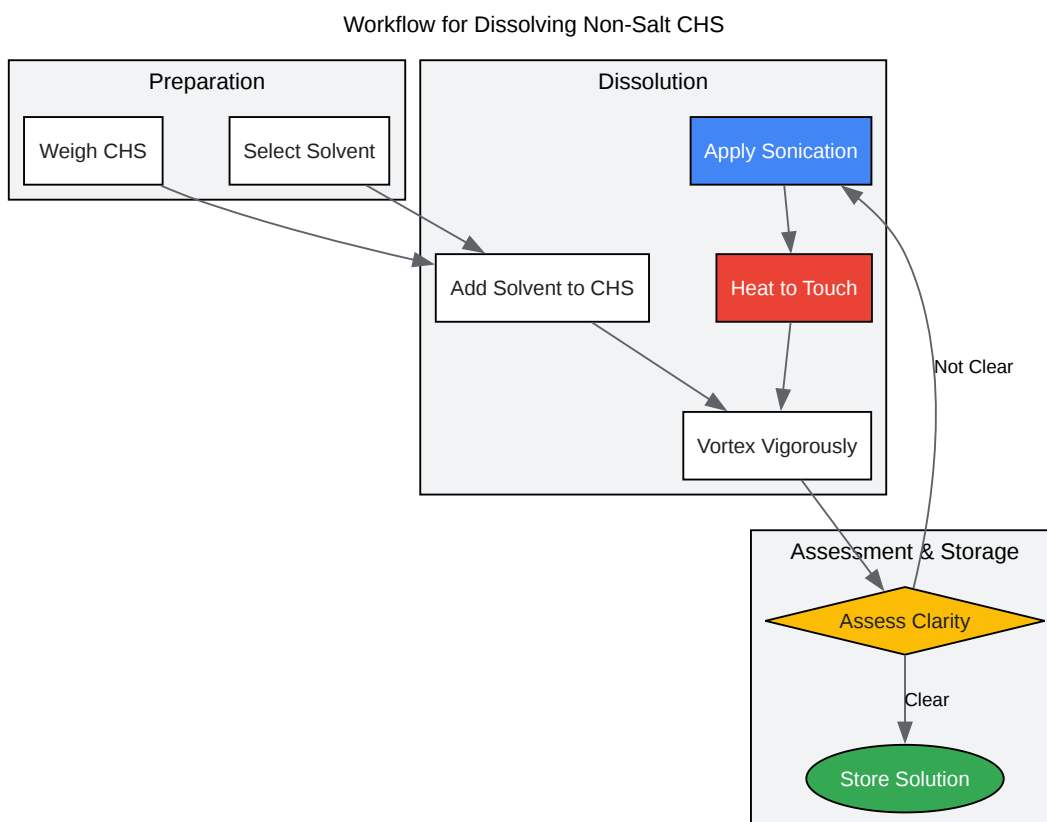 Workflow for Dissolving Non-Salt CHS
Preparation
Dissolution
Weigh CHS
Select Solvent
Apply Sonication
Add Solvent to CHS
Heat to Touch
Not Clear
Vortex Vigorously
Assessment & Storage
Assess Clarity
Clear
Store Solution